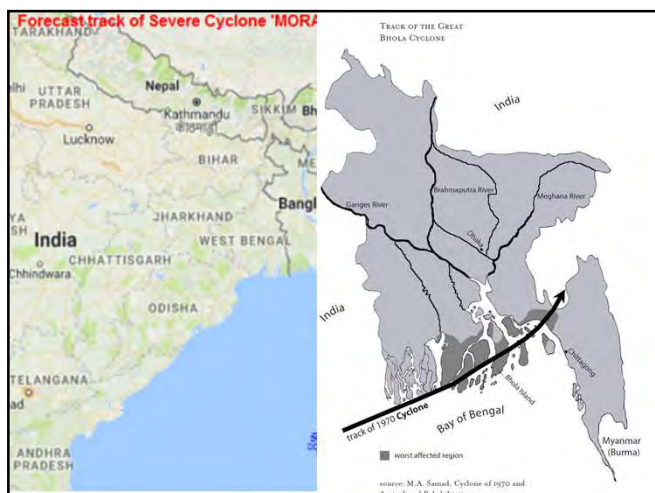 Forecast track of Severe Cyclone 'MORA
TARAKHAND
elhi
UTTAR
PRADESH
Nepal
Kathmandu
SIKKIM
Bh
Lucknow
BIHAR
Bangl
JHARKHAND
WEST BENGAL
India
CHHATTISGARH
Chhindwara
ODISHA
TELANGANA
ad
ANDHRA
PRADESH
TRACK OF THE GREAT
BHOLA CYCLONE
India
Brahmaputra River
Meghana River
Ganges River
Dhaka
India
Chittagong
Bhola Island
track of 1970 Cyclone
Bay of Bengal
Myanmar
(Burma)
worst affected region
source: M.A. Samad, Cyclone of 1970 and